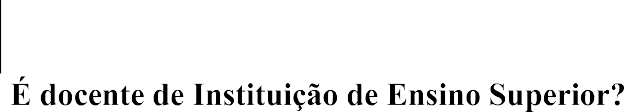 É docente de Instituição de Ensino Superior?